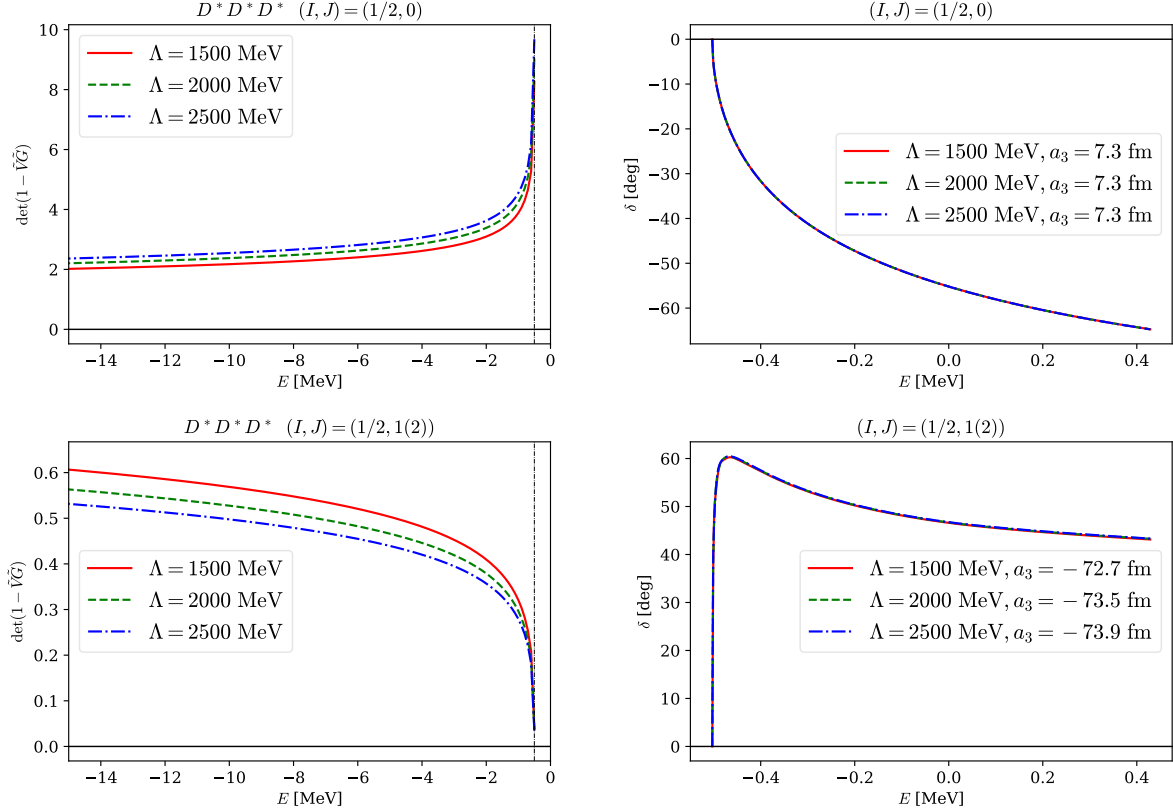 D*D*D* (I, J) = (1/2, 0)
det(1 − ṼG̃)
10
8
6
4
2
0
Λ = 1500 MeV
Λ = 2000 MeV
Λ = 2500 MeV
−14 −12 −10 −8 −6 −4 −2 0
E [MeV]
(I, J) = (1/2, 0)
δ [deg]
0
−10
−20
−30
−40
−50
−60
Λ = 1500 MeV, a₃ = 7.3 fm
Λ = 2000 MeV, a₃ = 7.3 fm
Λ = 2500 MeV, a₃ = 7.3 fm
−0.4 −0.2 0.0 0.2 0.4
E [MeV]
D*D*D* (I, J) = (1/2, 1(2))
det(1 − ṼG̃)
0.6
0.5
0.4
0.3
0.2
0.1
0.0
Λ = 1500 MeV
Λ = 2000 MeV
Λ = 2500 MeV
−14 −12 −10 −8 −6 −4 −2 0
E [MeV]
(I, J) = (1/2, 1(2))
δ [deg]
60
50
40
30
20
10
0
Λ = 1500 MeV, a₃ = − 72.7 fm
Λ = 2000 MeV, a₃ = − 73.5 fm
Λ = 2500 MeV, a₃ = − 73.9 fm
−0.4 −0.2 0.0 0.2 0.4
E [MeV]